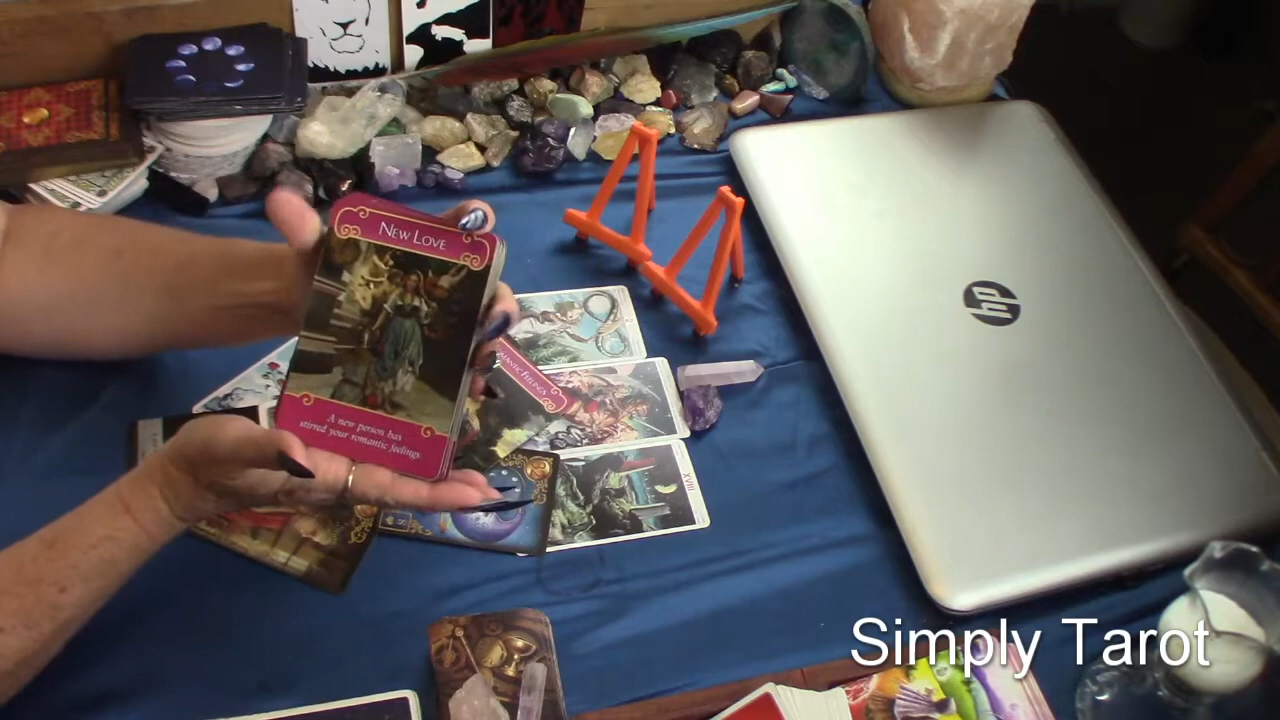 NEW LOVE
A new person has
stirred your romantic feelings.
ROMANTIC FEELINGS
XVIII
hp
Simply Tarot